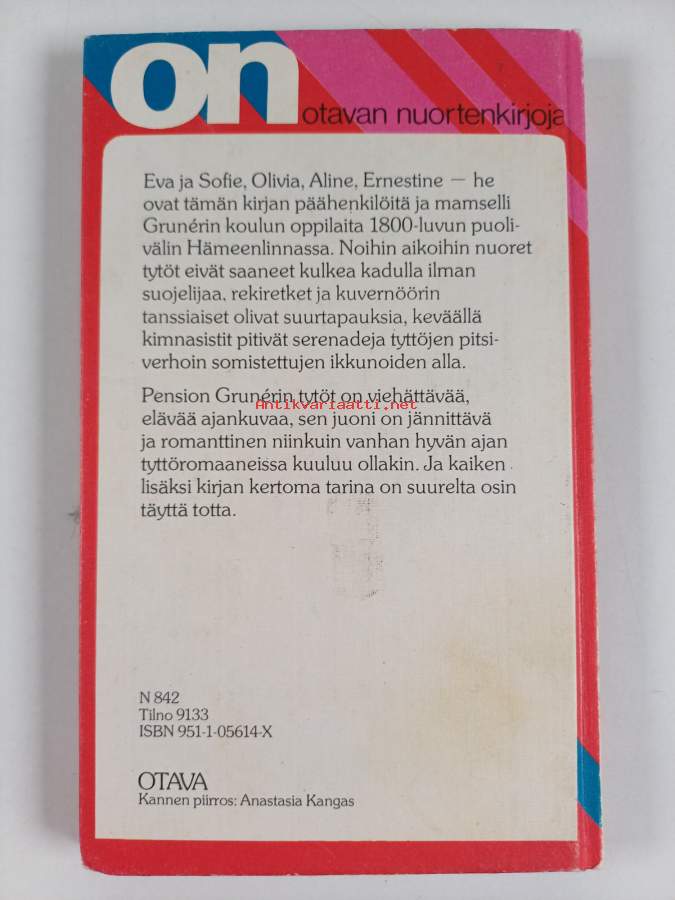 on
otavan nuortenkirjoja
Eva ja Sofie, Olivia, Aline, Ernestine — he
ovat tämän kirjan päähenkilöitä ja mamselli
Grunérin koulun oppilaita 1800-luvun puoli-
välin Hämeenlinnassa. Noihin aikoihin nuoret
tytöt eivät saaneet kulkea kadulla ilman
suojelijaa, rekiretket ja kuvernöörin
tanssiaiset olivat suurtapauksia, keväällä
kimnasistit pitivät serenadeja tyttöjen pitsi-
verhoin somistettujen ikkunoiden alla.
Pension Grunérin tytöt on viehättävää,
Antikvariaatti.net
elävää ajankuvaa, sen juoni on jännittävä
ja romanttinen niinkuin vanhan hyvän ajan
tyttöromaaneissa kuuluu ollakin. Ja kaiken
lisäksi kirjan kertoma tarina on suurelta osin
täyttä totta.
N 842
Tilno 9133
ISBN 951-1-05614-X
OTAVA
Kannen piirros: Anastasia Kangas